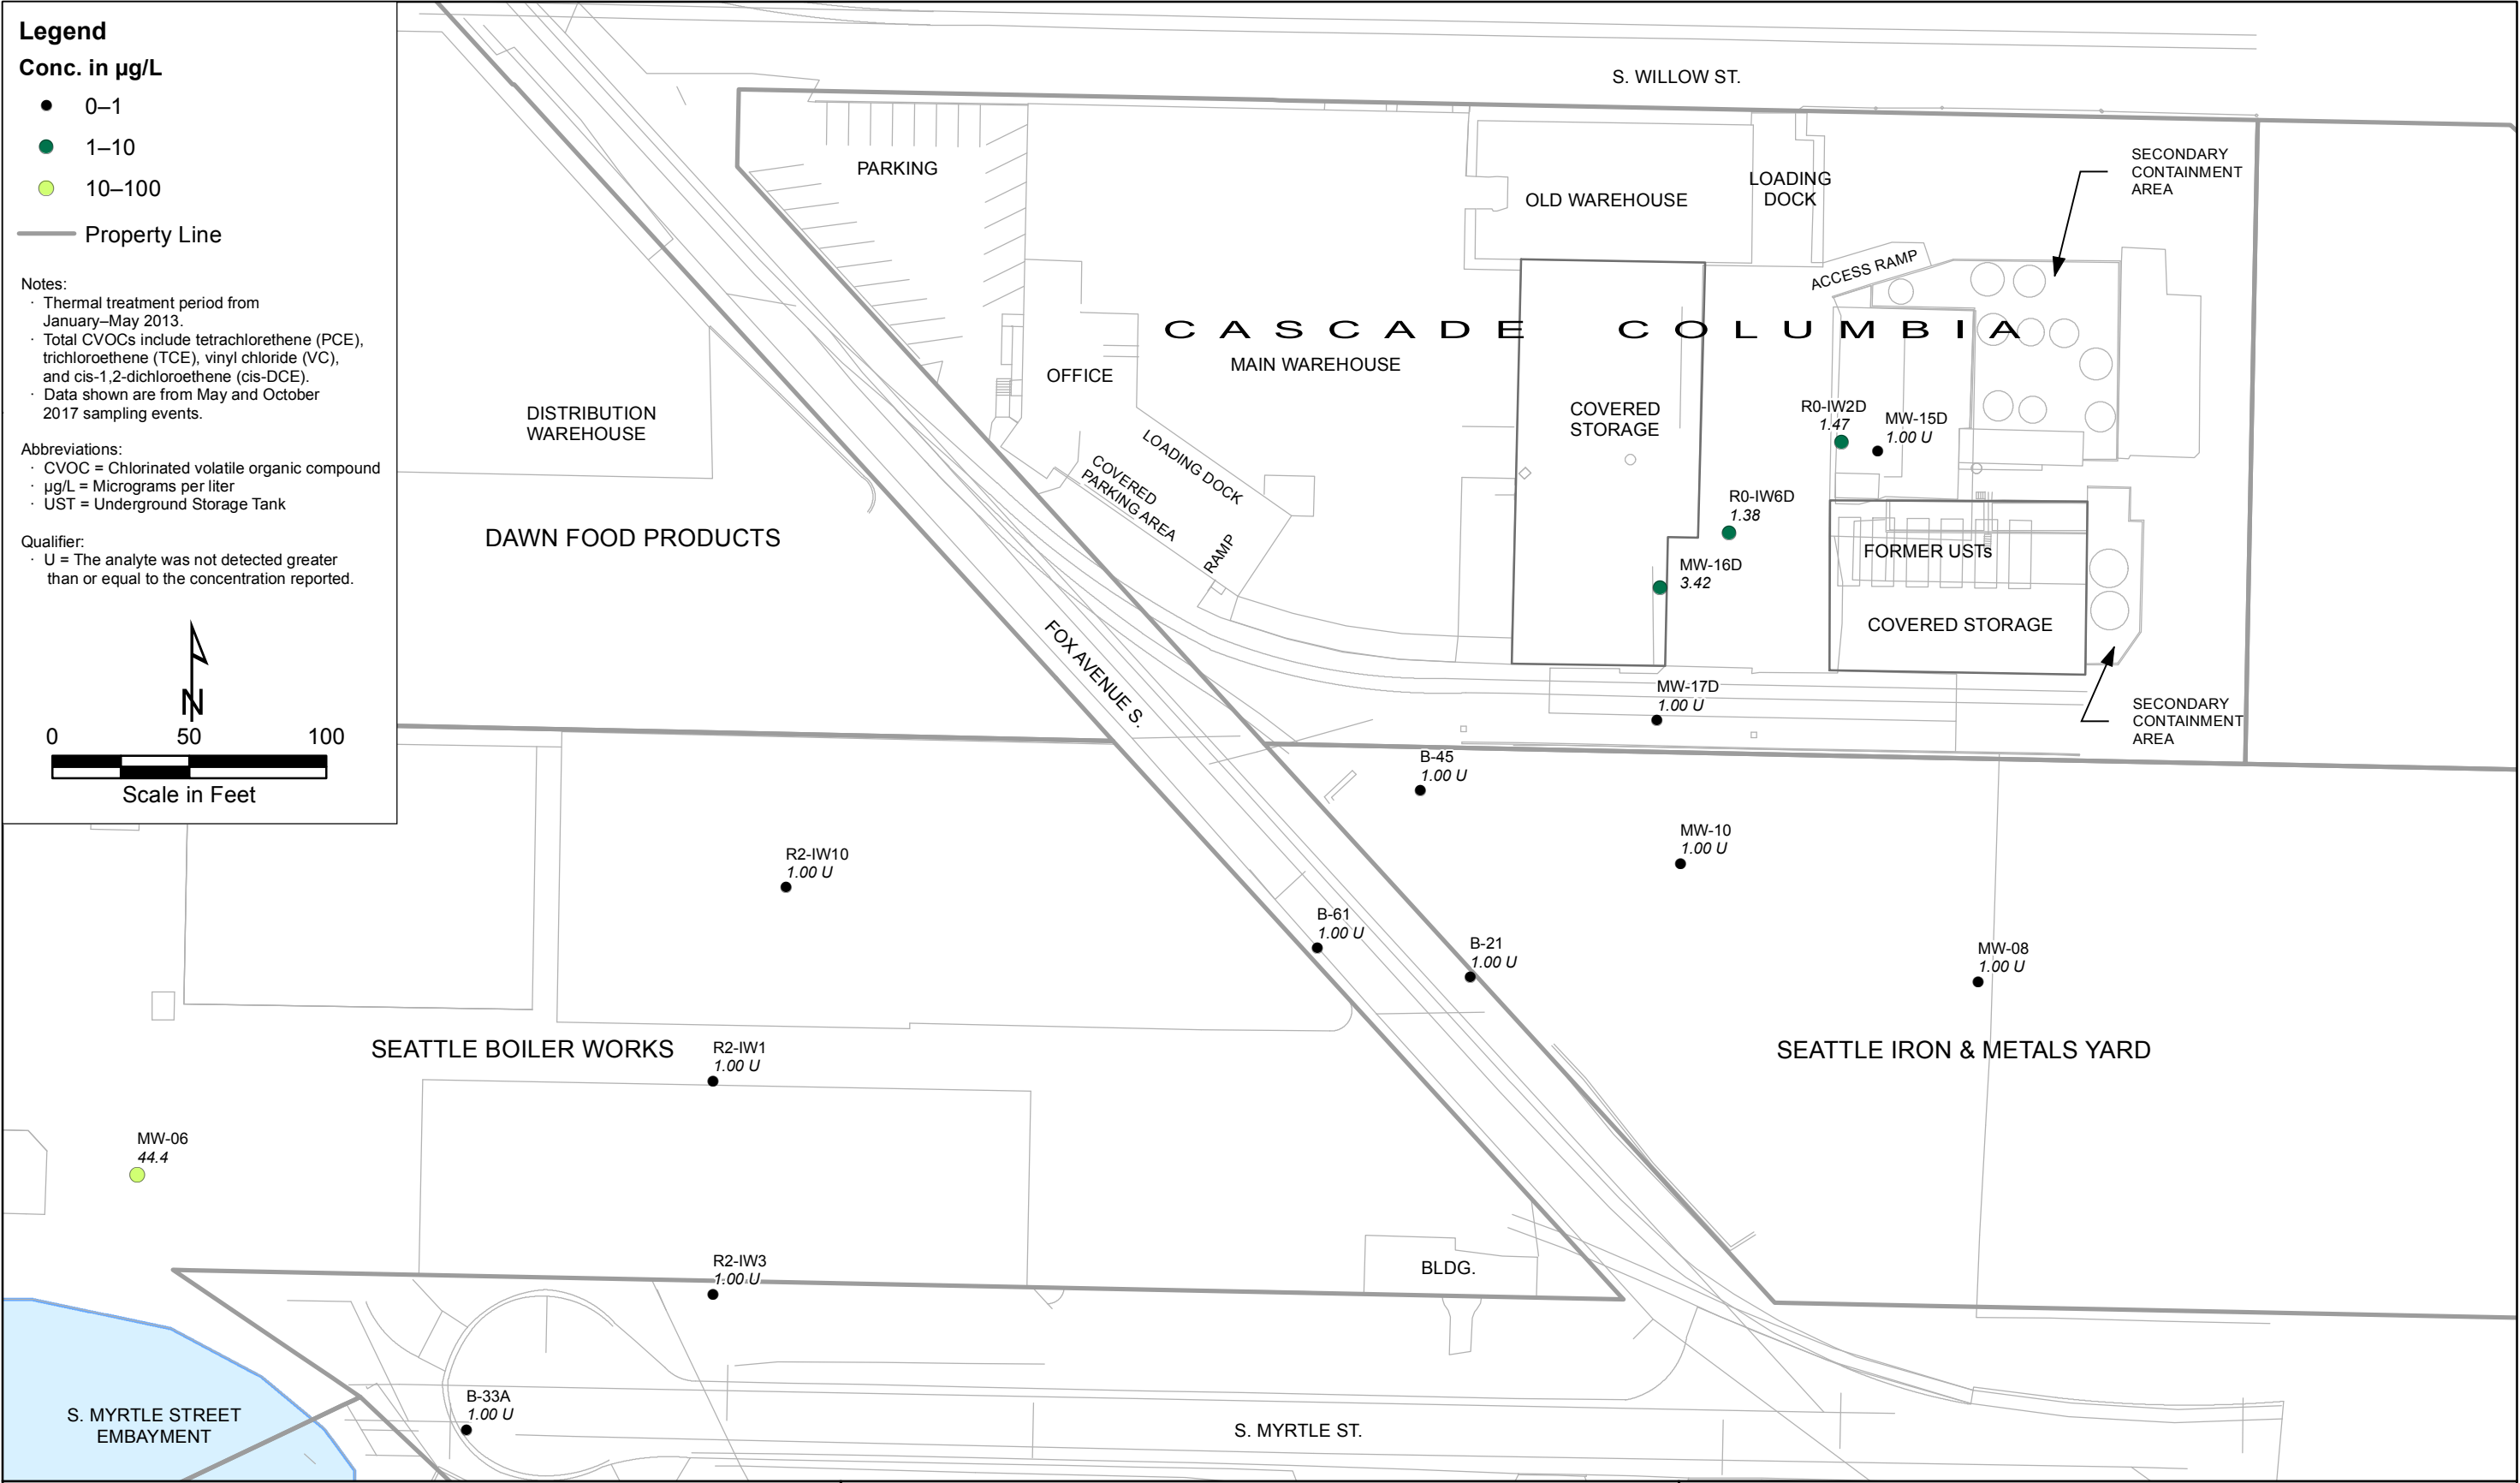 Legend
Conc. in µg/L
0–1
1–10
10–100
Property Line
Notes:
· Thermal treatment period from
January–May 2013.
· Total CVOCs include tetrachlorethene (PCE),
trichloroethene (TCE), vinyl chloride (VC),
and cis-1,2-dichloroethene (cis-DCE).
· Data shown are from May and October
2017 sampling events.
Abbreviations:
· CVOC = Chlorinated volatile organic compound
· µg/L = Micrograms per liter
· UST = Underground Storage Tank
Qualifier:
· U = The analyte was not detected greater
than or equal to the concentration reported.
N
0 50 100
Scale in Feet
S. WILLOW ST.
PARKING
OLD WAREHOUSE
LOADING
DOCK
SECONDARY
CONTAINMENT
AREA
ACCESS RAMP
CASCADE COLUMBIA
MAIN WAREHOUSE
OFFICE
COVERED
STORAGE
LOADING DOCK
COVERED
PARKING AREA
RAMP
DISTRIBUTION
WAREHOUSE
DAWN FOOD PRODUCTS
R0-IW2D
1.47
MW-15D
1.00 U
R0-IW6D
1.38
MW-16D
3.42
FORMER USTs
COVERED STORAGE
FOX AVENUE S.
MW-17D
1.00 U
SECONDARY
CONTAINMENT
AREA
B-45
1.00 U
MW-10
1.00 U
R2-IW10
1.00 U
B-61
1.00 U
B-21
1.00 U
MW-08
1.00 U
SEATTLE BOILER WORKS
R2-IW1
1.00 U
SEATTLE IRON & METALS YARD
MW-06
44.4
R2-IW3
1.00 U
BLDG.
B-33A
1.00 U
S. MYRTLE STREET
EMBAYMENT
S. MYRTLE ST.